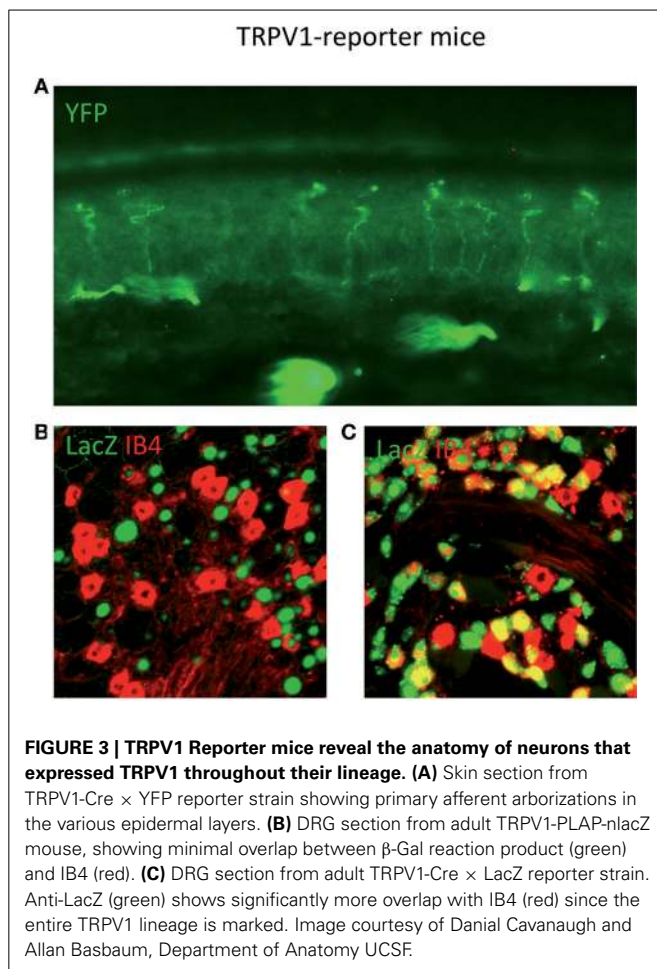 TRPV1-reporter mice
A
YFP
B
LacZ IB4
C
LacZ IB4
FIGURE 3 | TRPV1 Reporter mice reveal the anatomy of neurons that
expressed TRPV1 throughout their lineage. (A) Skin section from
TRPV1-Cre × YFP reporter strain showing primary afferent arborizations in
the various epidermal layers. (B) DRG section from adult TRPV1-PLAP-nlacZ
mouse, showing minimal overlap between β-Gal reaction product (green)
and IB4 (red). (C) DRG section from adult TRPV1-Cre × LacZ reporter strain.
Anti-LacZ (green) shows significantly more overlap with IB4 (red) since the
entire TRPV1 lineage is marked. Image courtesy of Danial Cavanaugh and
Allan Basbaum, Department of Anatomy UCSF.